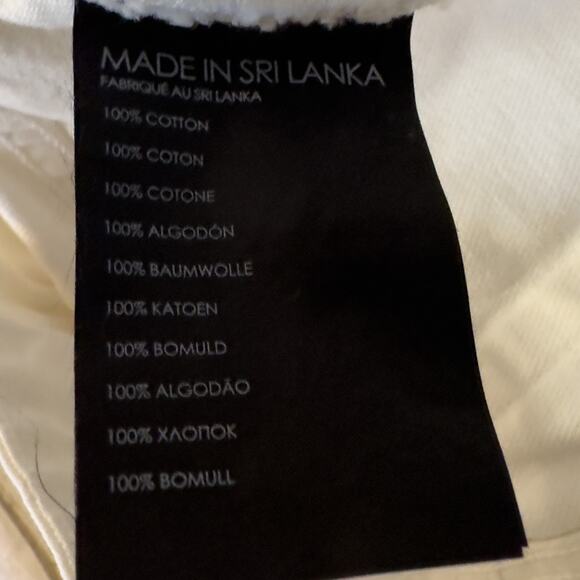 MADE IN SRI LANKA
FABRIQUÉ AU SRI LANKA
100% COTTON
100% COTON
100% COTONE
100% ALGODÓN
100% BAUMWOLLE
100% KATOEN
100% BOMULD
100% ALGODÃO
100% ХЛОПОК
100% BOMULL